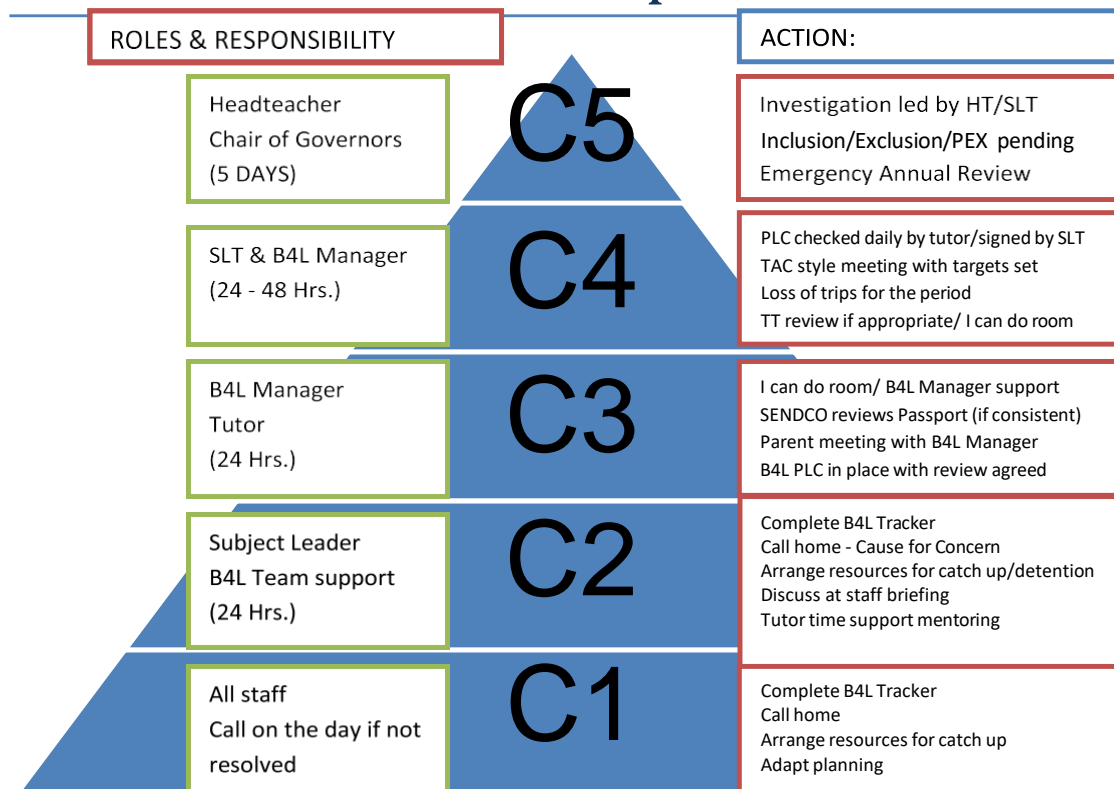 ROLES & RESPONSIBILITY
ACTION:
Headteacher
Chair of Governors
(5 DAYS)
C5
Investigation led by HT/SLT
Inclusion/Exclusion/PEX pending
Emergency Annual Review
SLT & B4L Manager
(24 - 48 Hrs.)
C4
PLC checked daily by tutor/signed by SLT
TAC style meeting with targets set
Loss of trips for the period
TT review if appropriate/ I can do room
B4L Manager
Tutor
(24 Hrs.)
C3
I can do room/ B4L Manager support
SENDCO reviews Passport (if consistent)
Parent meeting with B4L Manager
B4L PLC in place with review agreed
Subject Leader
B4L Team support
(24 Hrs.)
C2
Complete B4L Tracker
Call home - Cause for Concern
Arrange resources for catch up/detention
Discuss at staff briefing
Tutor time support mentoring
All staff
Call on the day if not
resolved
C1
Complete B4L Tracker
Call home
Arrange resources for catch up
Adapt planning